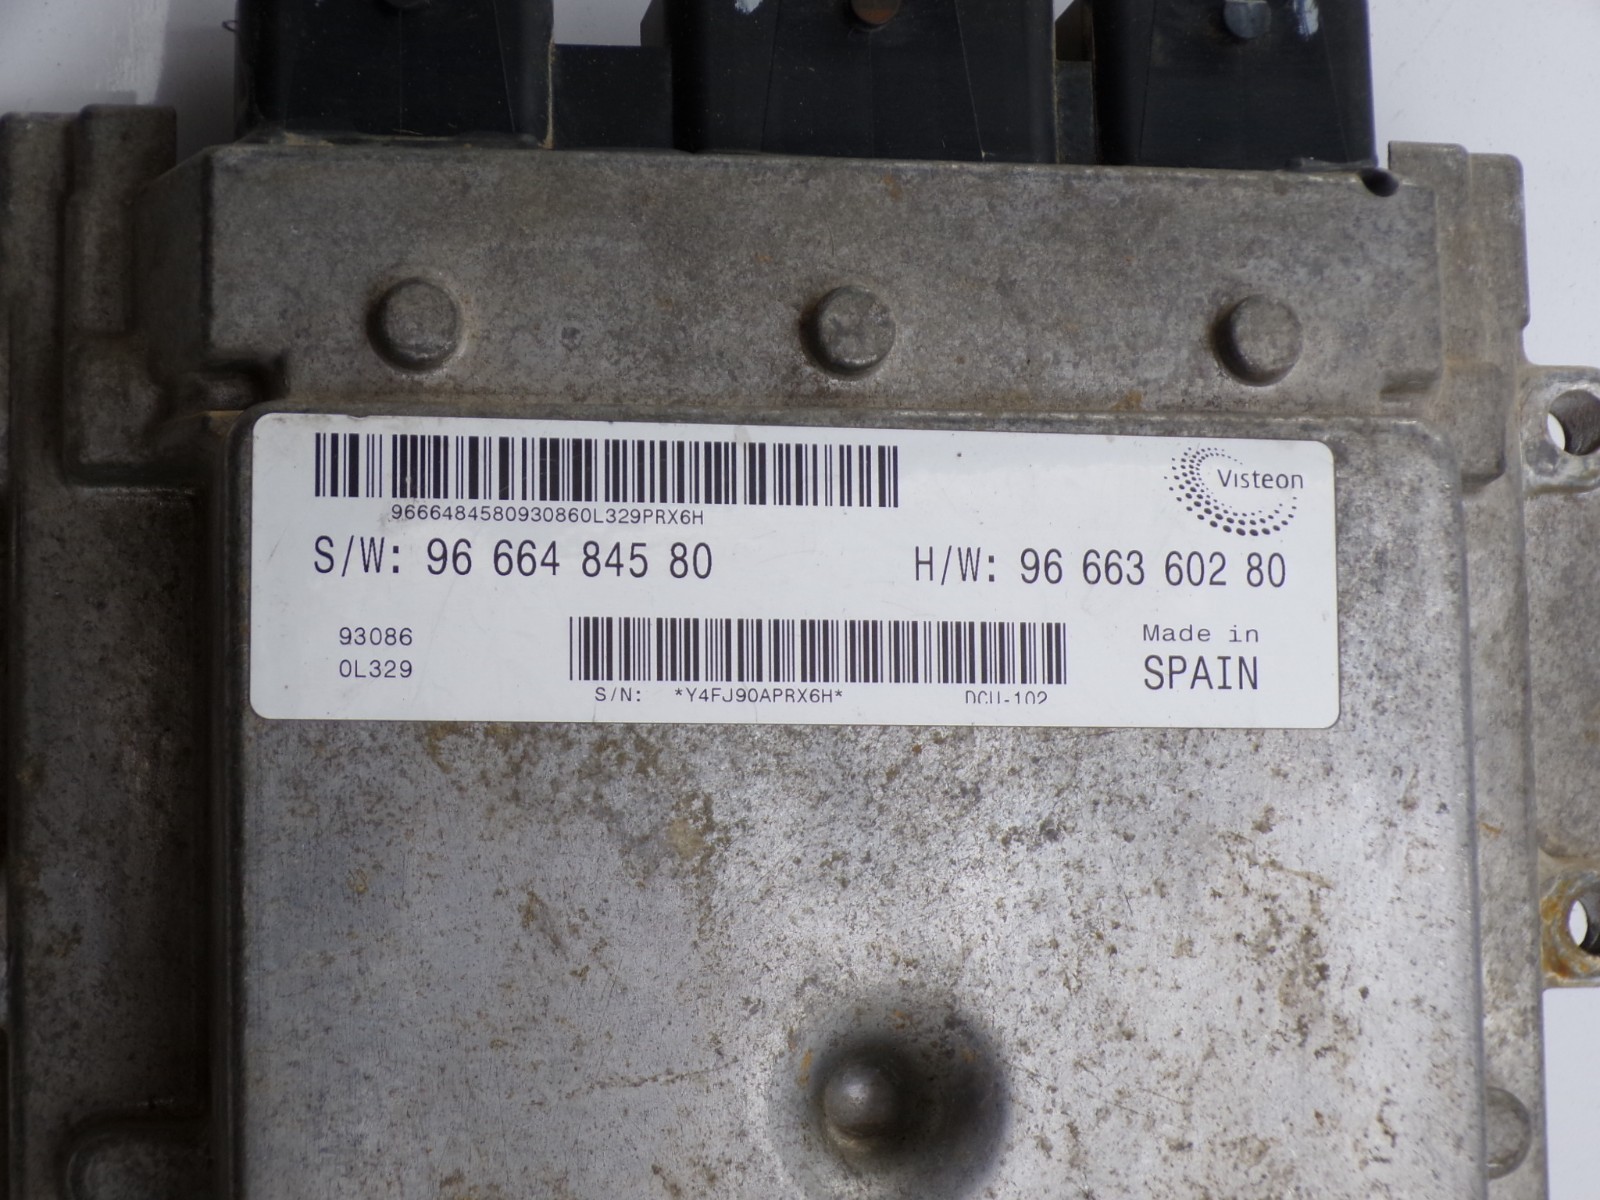 Visteon
9666484580930860L329PRX6H
S/W: 96 664 845 80
H/W: 96 663 602 80
93086
0L329
S/N: *Y4FJ90APRX6H* DCU-102
Made in
SPAIN